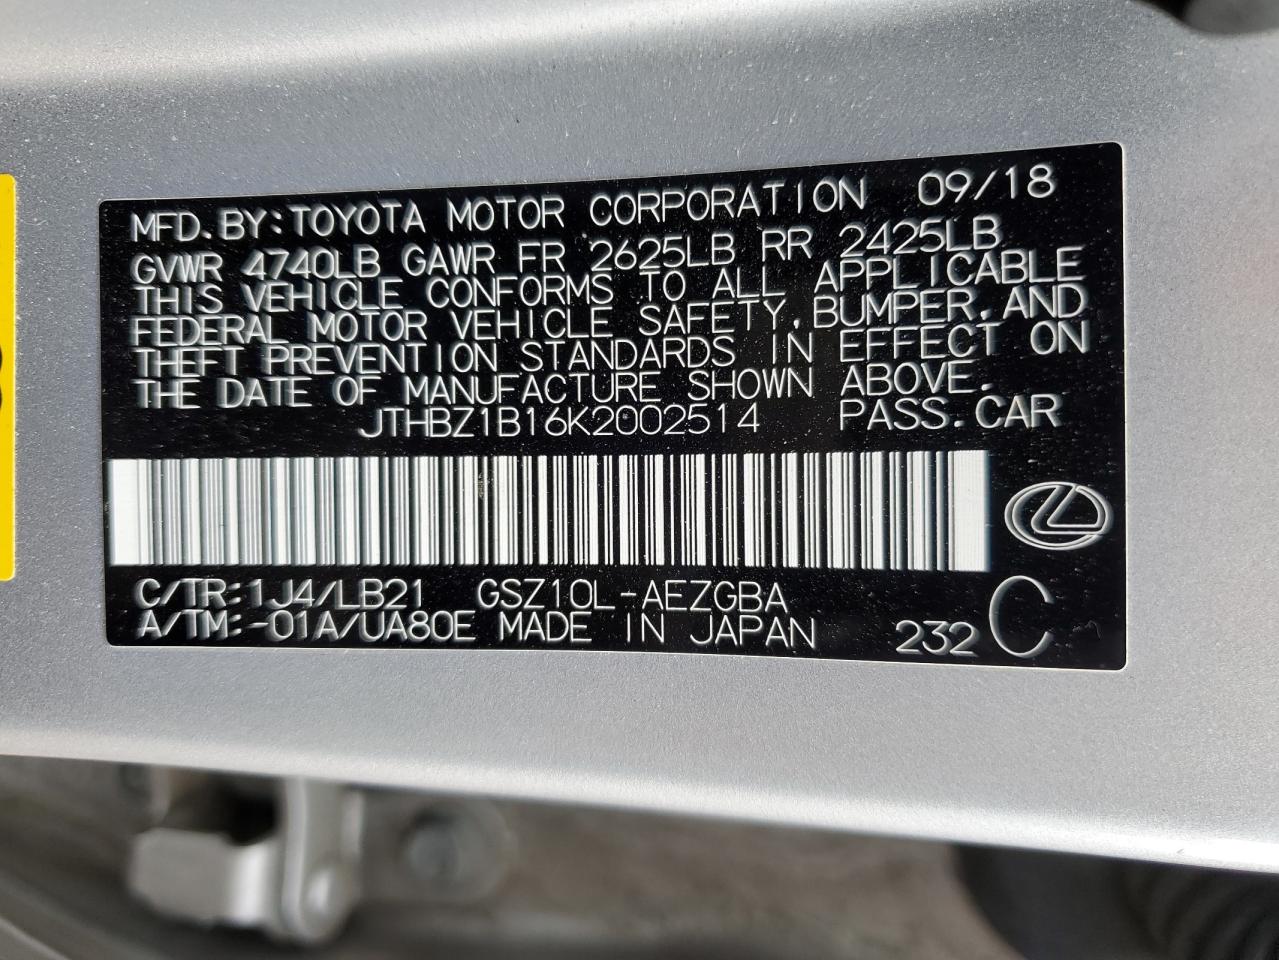 MFD.BY:TOYOTA MOTOR CORPORATION 09/18
GVWR 4740LB GAWR FR 2625LB RR 2425LB
THIS VEHICLE CONFORMS TO ALL APPLICABLE
FEDERAL MOTOR VEHICLE SAFETY,BUMPER,AND
THEFT PREVENTION STANDARDS IN EFFECT ON
THE DATE OF MANUFACTURE SHOWN ABOVE.
JTHBZ1B16K2002514 PASS.CAR
C/TR:1J4/LB21 GSZ10L-AEZGBA
A/TM:-01A/UA80E MADE IN JAPAN 232 C